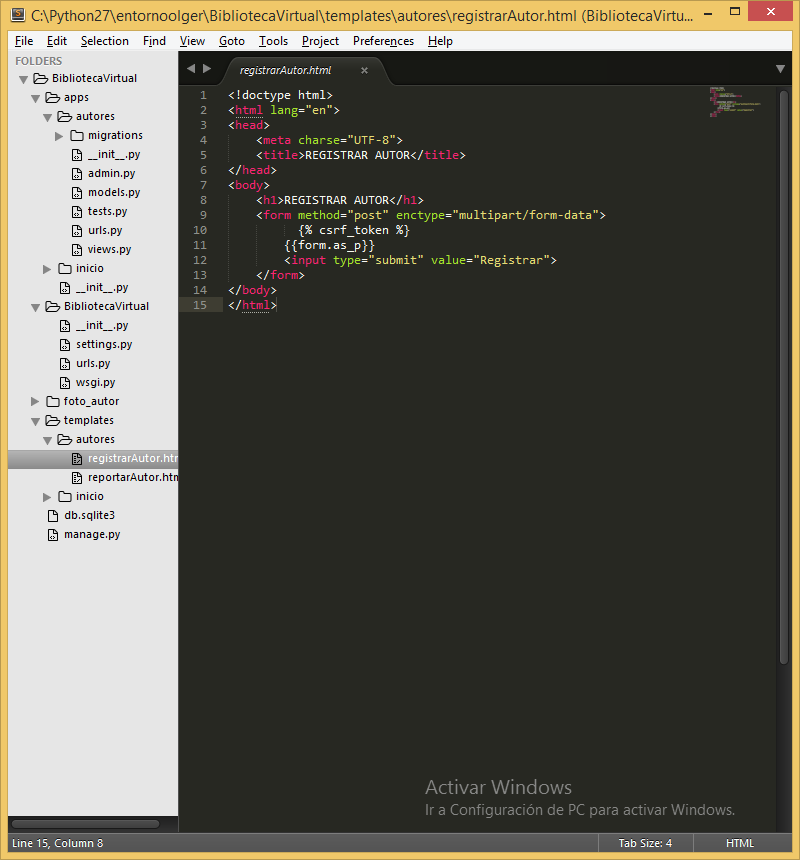 C:\Python27\entornoolger\BibliotecaVirtual\templates\autores\registrarAutor.html (BibliotecaVirtu...
File Edit Selection Find View Goto Tools Project Preferences Help
FOLDERS
BibliotecaVirtual
apps
autores
migrations
__init__.py
admin.py
models.py
tests.py
urls.py
views.py
inicio
__init__.py
BibliotecaVirtual
__init__.py
settings.py
urls.py
wsgi.py
foto_autor
templates
autores
registrarAutor.htm
reportarAutor.htm
inicio
db.sqlite3
manage.py
registrarAutor.html ×
1 <!doctype html>
2 <html lang="en">
3 <head>
4 <meta charse="UTF-8">
5 <title>REGISTRAR AUTOR</title>
6 </head>
7 <body>
8 <h1>REGISTRAR AUTOR</h1>
9 <form method="post" enctype="multipart/form-data">
10 {% csrf_token %}
11 {{form.as_p}}
12 <input type="submit" value="Registrar">
13 </form>
14 </body>
15 </html>
Activar Windows
Ir a Configuración de PC para activar Windows.
Line 15, Column 8 Tab Size: 4 HTML